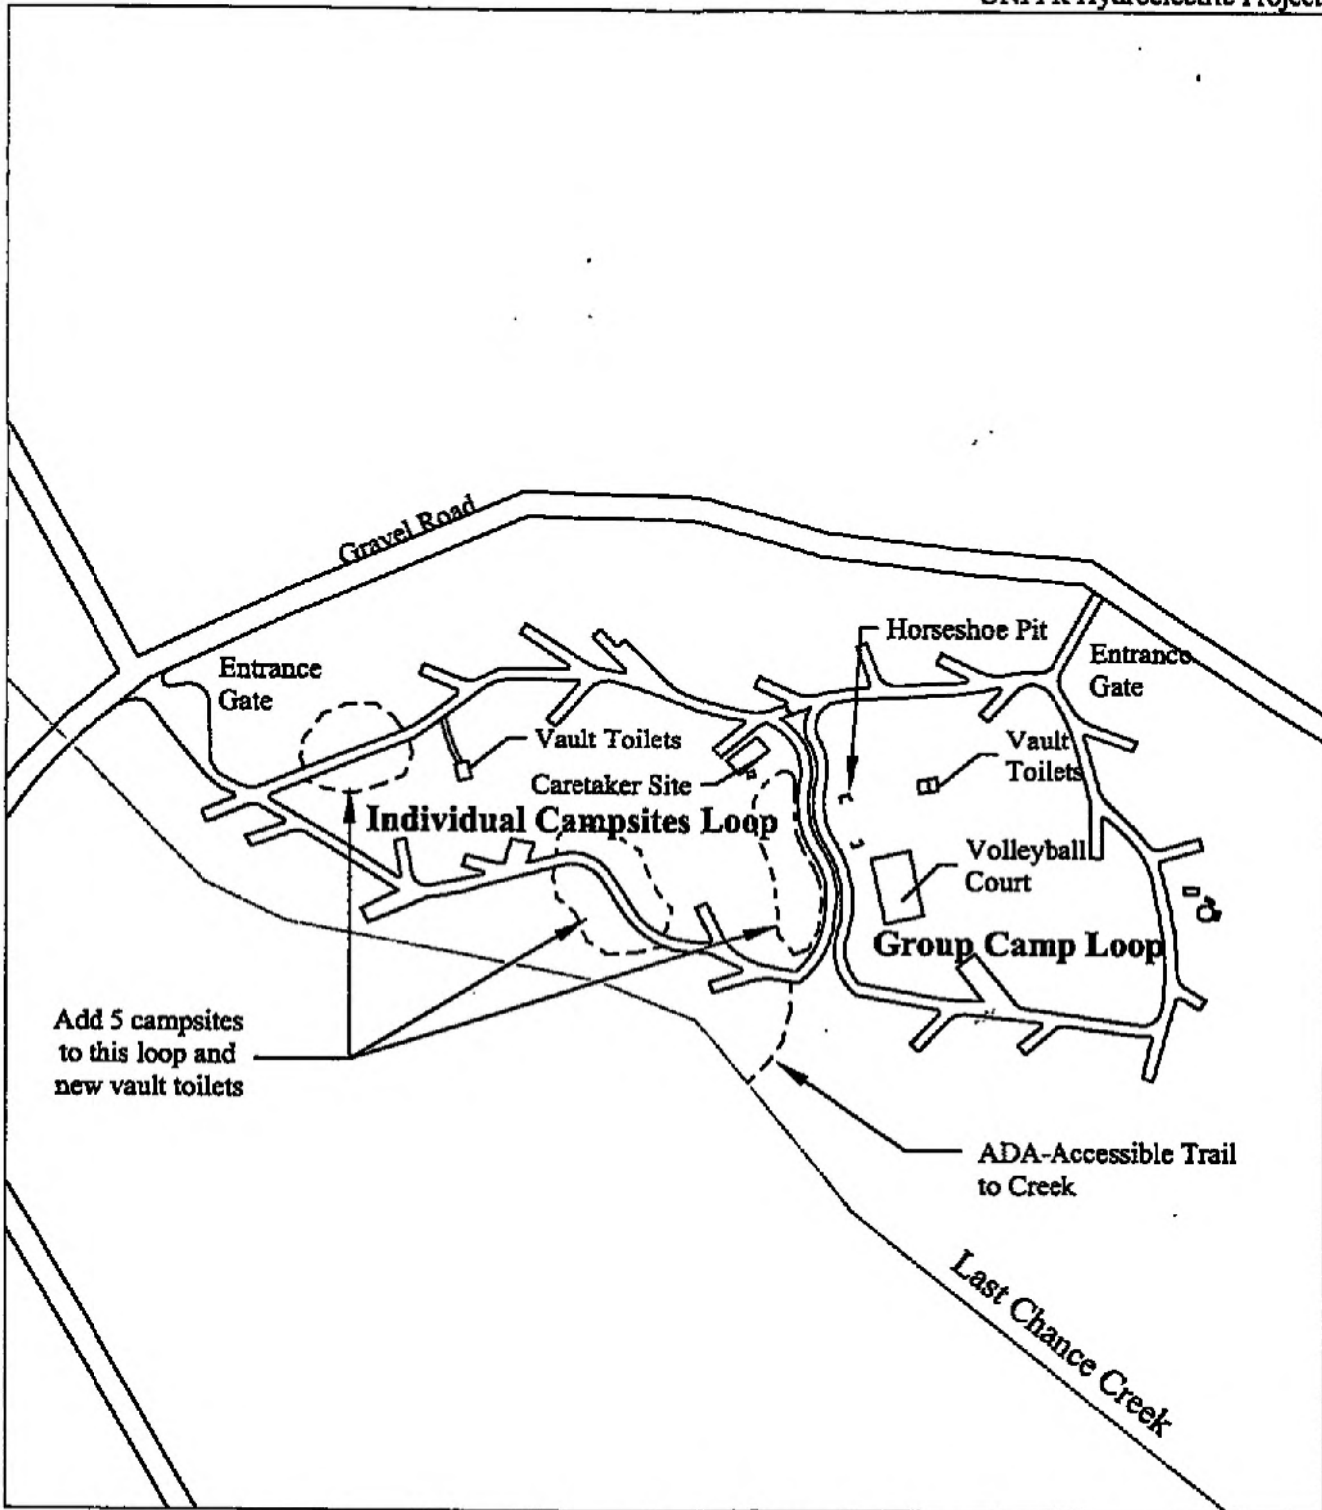 Hydroelectric Project
Gravel Road
Horseshoe Pit
Entrance
Gate
Entrance
Gate
Vault Toilets
Vault
Toilets
Caretaker Site
Individual Campsites Loop
Volleyball
Court
Group Camp Loop
Add 5 campsites
to this loop and
new vault toilets
ADA-Accessible Trail
to Creek
Last Chance Creek